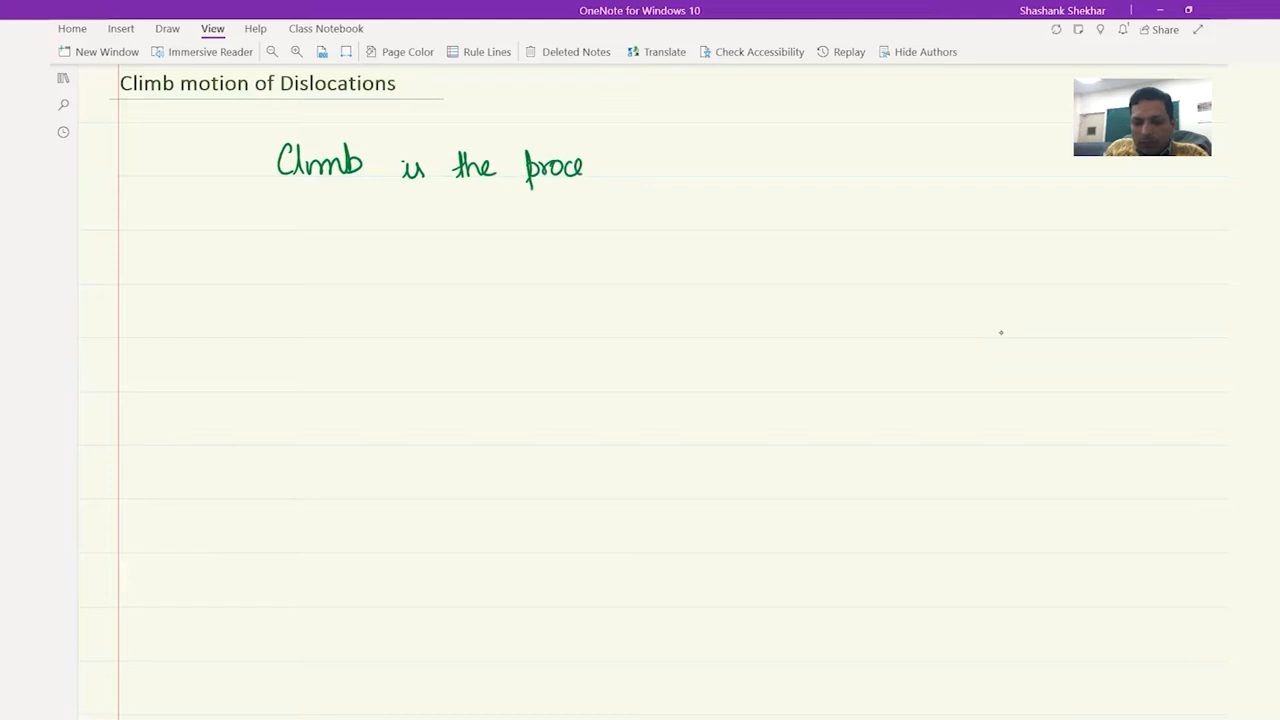 OneNote for Windows 10
Shashank Shekhar
Home Insert Draw View Help Class Notebook
Share
New Window Immersive Reader Page Color Rule Lines Deleted Notes Translate Check Accessibility Replay Hide Authors
Climb motion of Dislocations
Climb is the proce